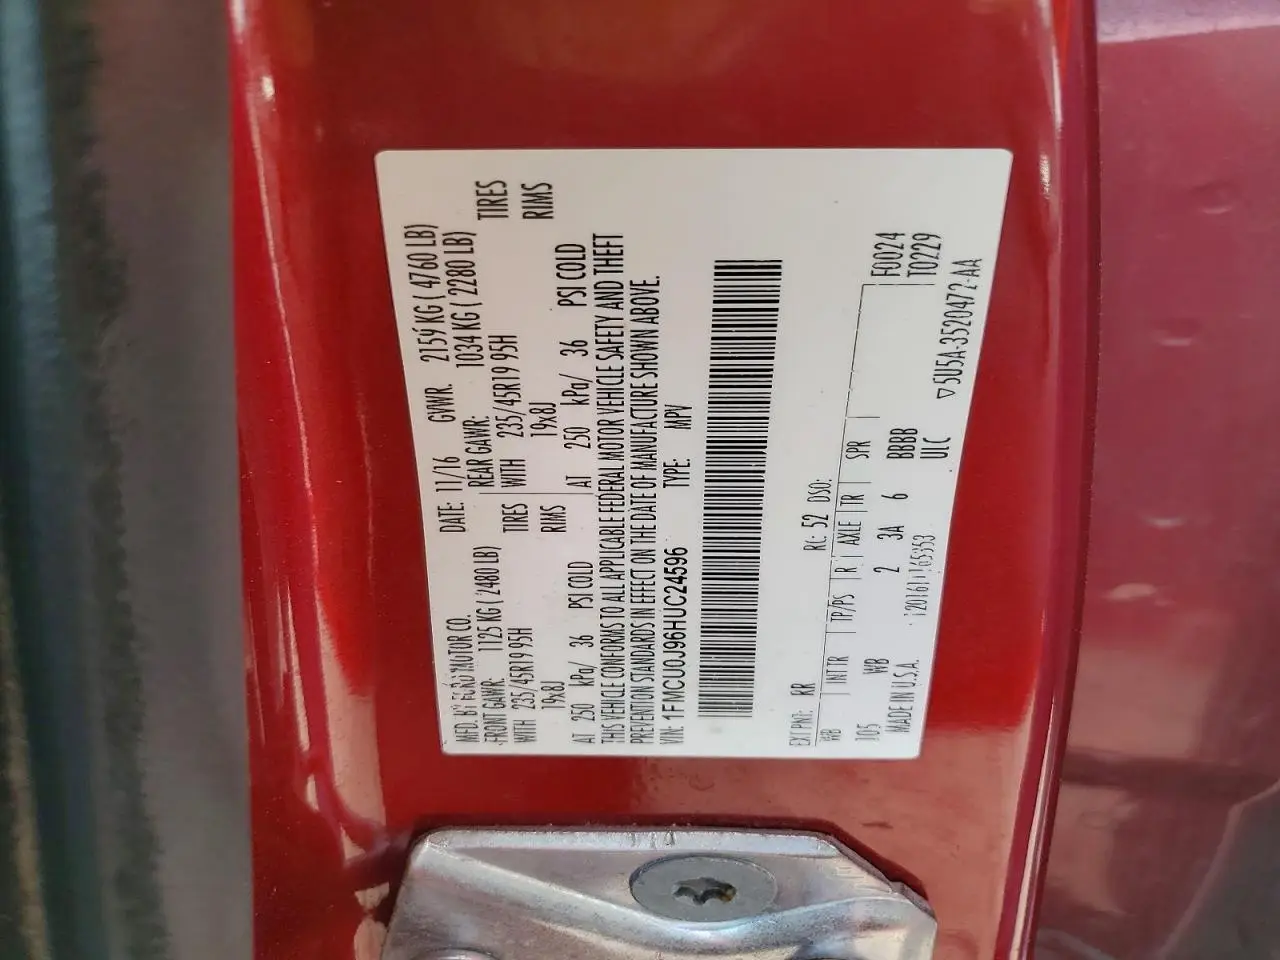 MFD. BY FORD MOTOR CO.
DATE: 11/16 GVWR: 2159 KG ( 4760 LB)
FRONT GAWR: 1125 KG ( 2480 LB) REAR GAWR: 1034 KG ( 2280 LB)
WITH 235/45R19 95H TIRES WITH 235/45R19 95H TIRES
19x8J RIMS 19x8J RIMS
AT 250 kPa/ 36 PSI COLD AT 250 kPa/ 36 PSI COLD
THIS VEHICLE CONFORMS TO ALL APPLICABLE FEDERAL MOTOR VEHICLE SAFETY AND THEFT
PREVENTION STANDARDS IN EFFECT ON THE DATE OF MANUFACTURE SHOWN ABOVE.
VIN: 1FMCU0J96HUC24596 TYPE: MPV
EXT PNT: RR RC: 52 DSO:
WB INT TR TP/PS R AXLE TR SPR F0024
105 WB 2 3A 6 BBBB T0229
MADE IN U.S.A. UTC
▽5U5A-3520472-AA